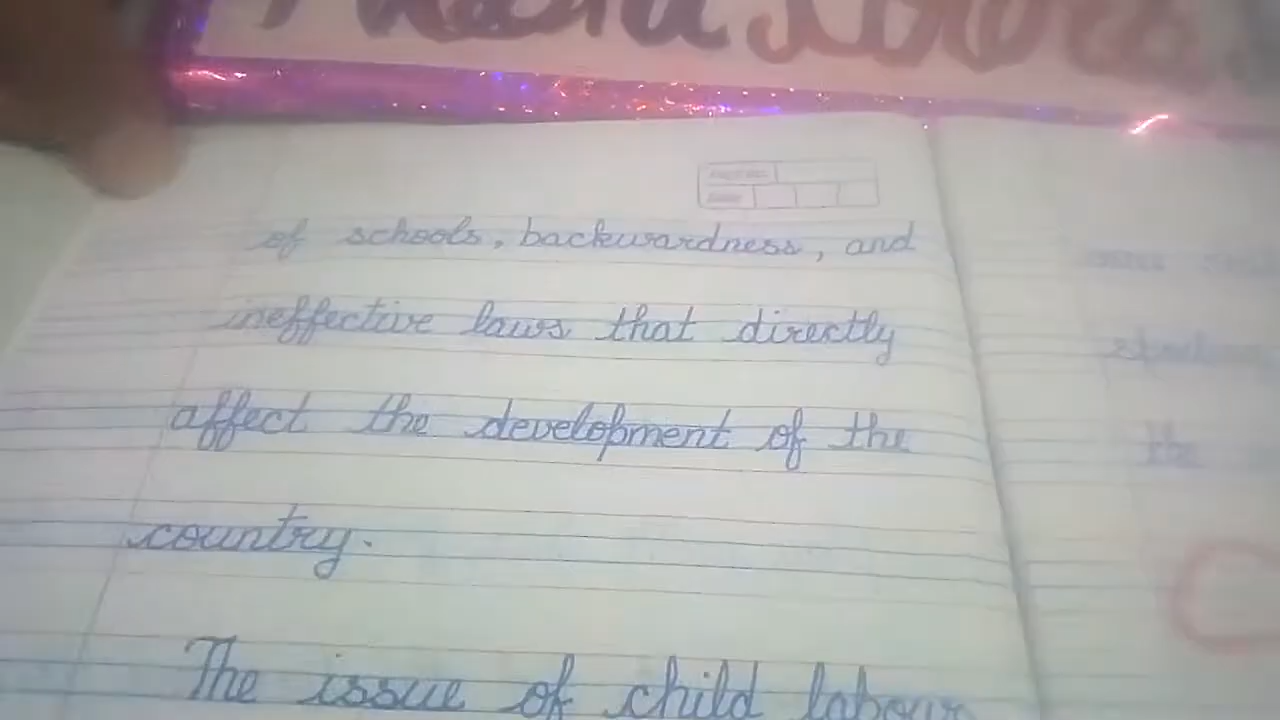 of schools, backwardness, and
ineffective laws that directly
affect the development of the
country.
The issue of child labour
the